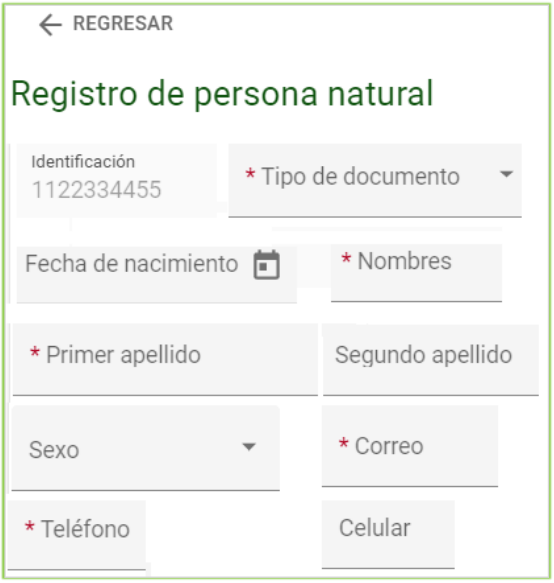 ← REGRESAR
Registro de persona natural
Identificación
1122334455
* Tipo de documento
Fecha de nacimiento
* Nombres
* Primer apellido
Segundo apellido
Sexo
* Correo
* Teléfono
Celular